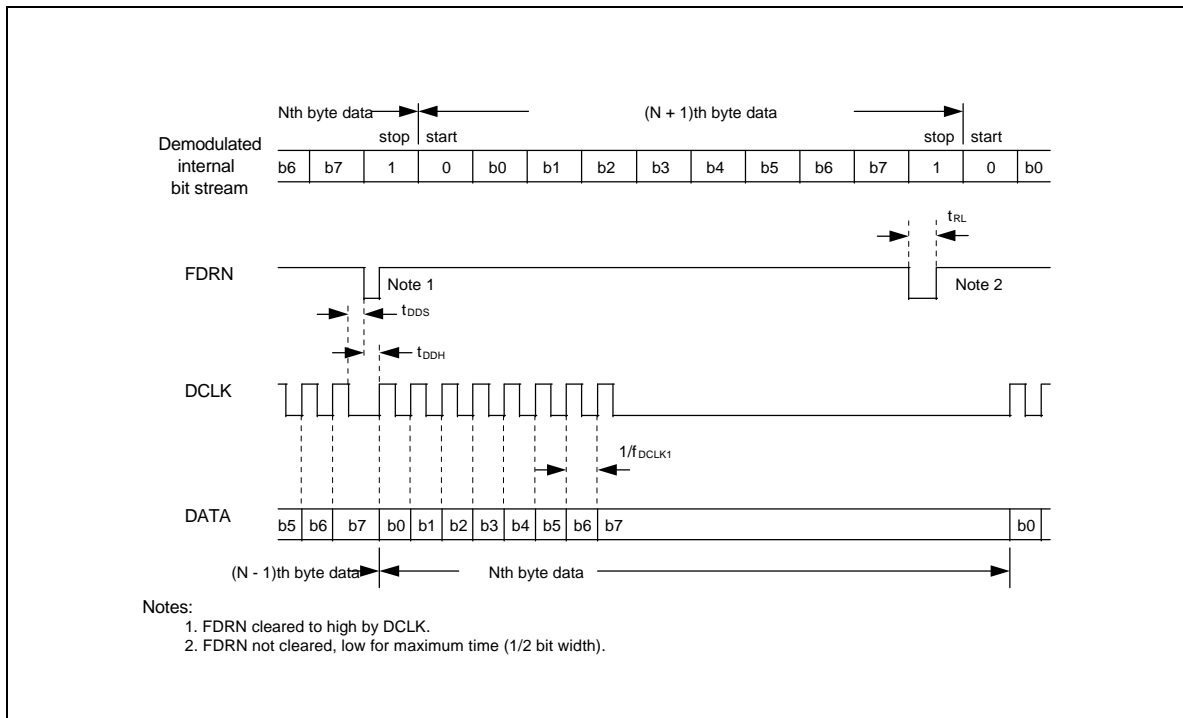 Nth byte data
(N + 1)th byte data
stop start
stop start
Demodulated
internal
bit stream
b6 b7 1 0 b0 b1 b2 b3 b4 b5 b6 b7 1 0 b0
tRL
FDRN
Note 1
Note 2
tDDS
tDDH
DCLK
1/fDCLK1
DATA
b5 b6 b7 b0 b1 b2 b3 b4 b5 b6 b7 b0
(N - 1)th byte data
Nth byte data
Notes:
1. FDRN cleared to high by DCLK.
2. FDRN not cleared, low for maximum time (1/2 bit width).